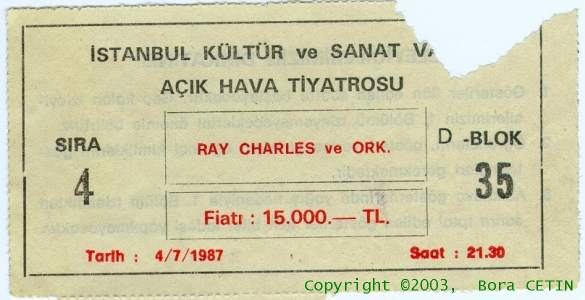 İSTANBUL KÜLTÜR ve SANAT VA
AÇIK HAVA TİYATROSU
SIRA
4
RAY CHARLES ve ORK.
Fiatı : 15.000.— TL.
D -BLOK
35
Tarih : 4/7/1987
Saat : 21.30
Copyright ©2003, Bora CETIN